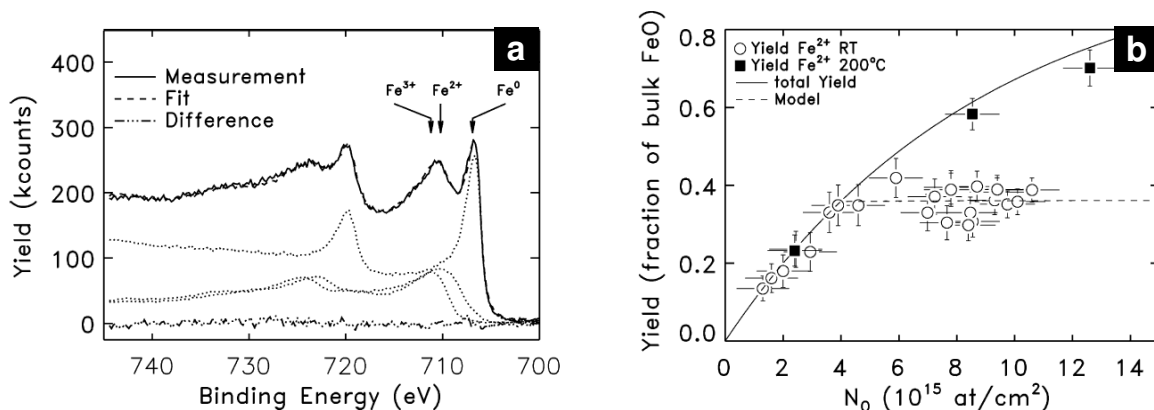 a
Yield (kcounts)
400
300
200
100
0
Measurement
Fit
Difference
Fe3+
Fe2+
Fe0
740
730
720
710
700
Binding Energy (eV)
b
Yield (fraction of bulk FeO)
0.8
0.6
0.4
0.2
0.0
Yield Fe2+ RT
Yield Fe2+ 200°C
total Yield
Model
0
2
4
6
8
10
12
14
N0 (10^15 at/cm2)